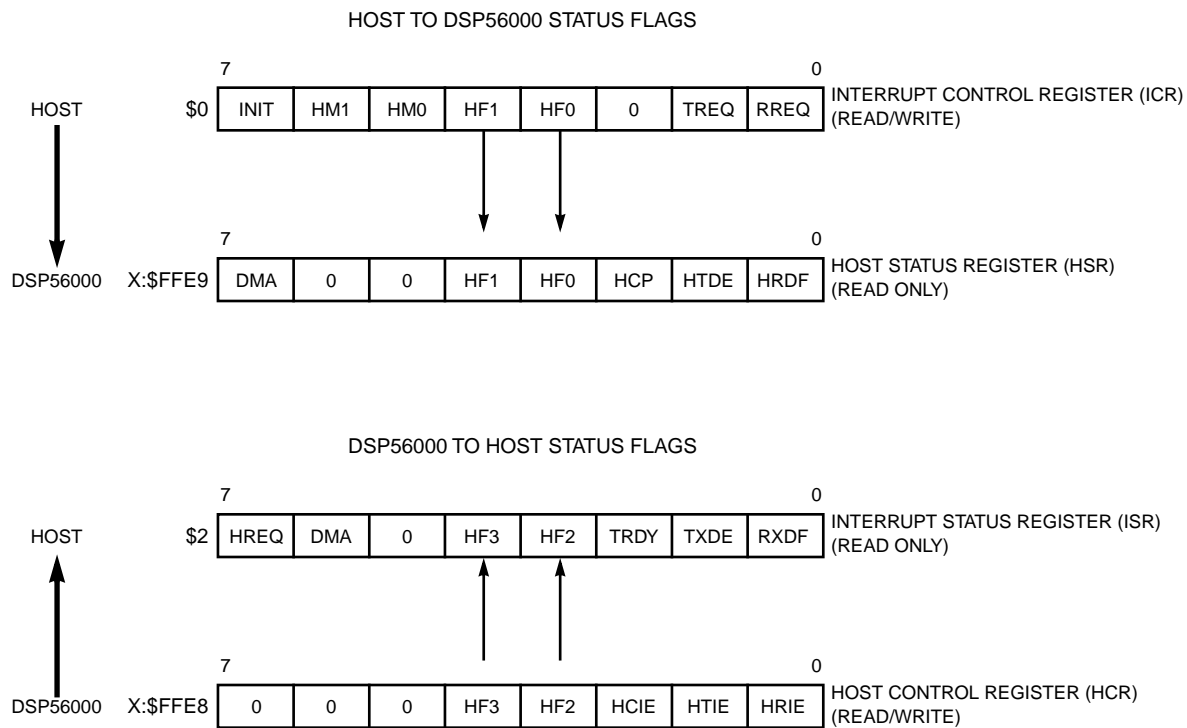 HOST TO DSP56000 STATUS FLAGS
7 0
HOST $0 INIT HM1 HM0 HF1 HF0 0 TREQ RREQ INTERRUPT CONTROL REGISTER (ICR)
(READ/WRITE)
7 0
DSP56000 X:$FFE9 DMA 0 0 HF1 HF0 HCP HTDE HRDF HOST STATUS REGISTER (HSR)
(READ ONLY)
DSP56000 TO HOST STATUS FLAGS
7 0
HOST $2 HREQ DMA 0 HF3 HF2 TRDY TXDE RXDF INTERRUPT STATUS REGISTER (ISR)
(READ ONLY)
7 0
DSP56000 X:$FFE8 0 0 0 HF3 HF2 HCIE HTIE HRIE HOST CONTROL REGISTER (HCR)
(READ/WRITE)